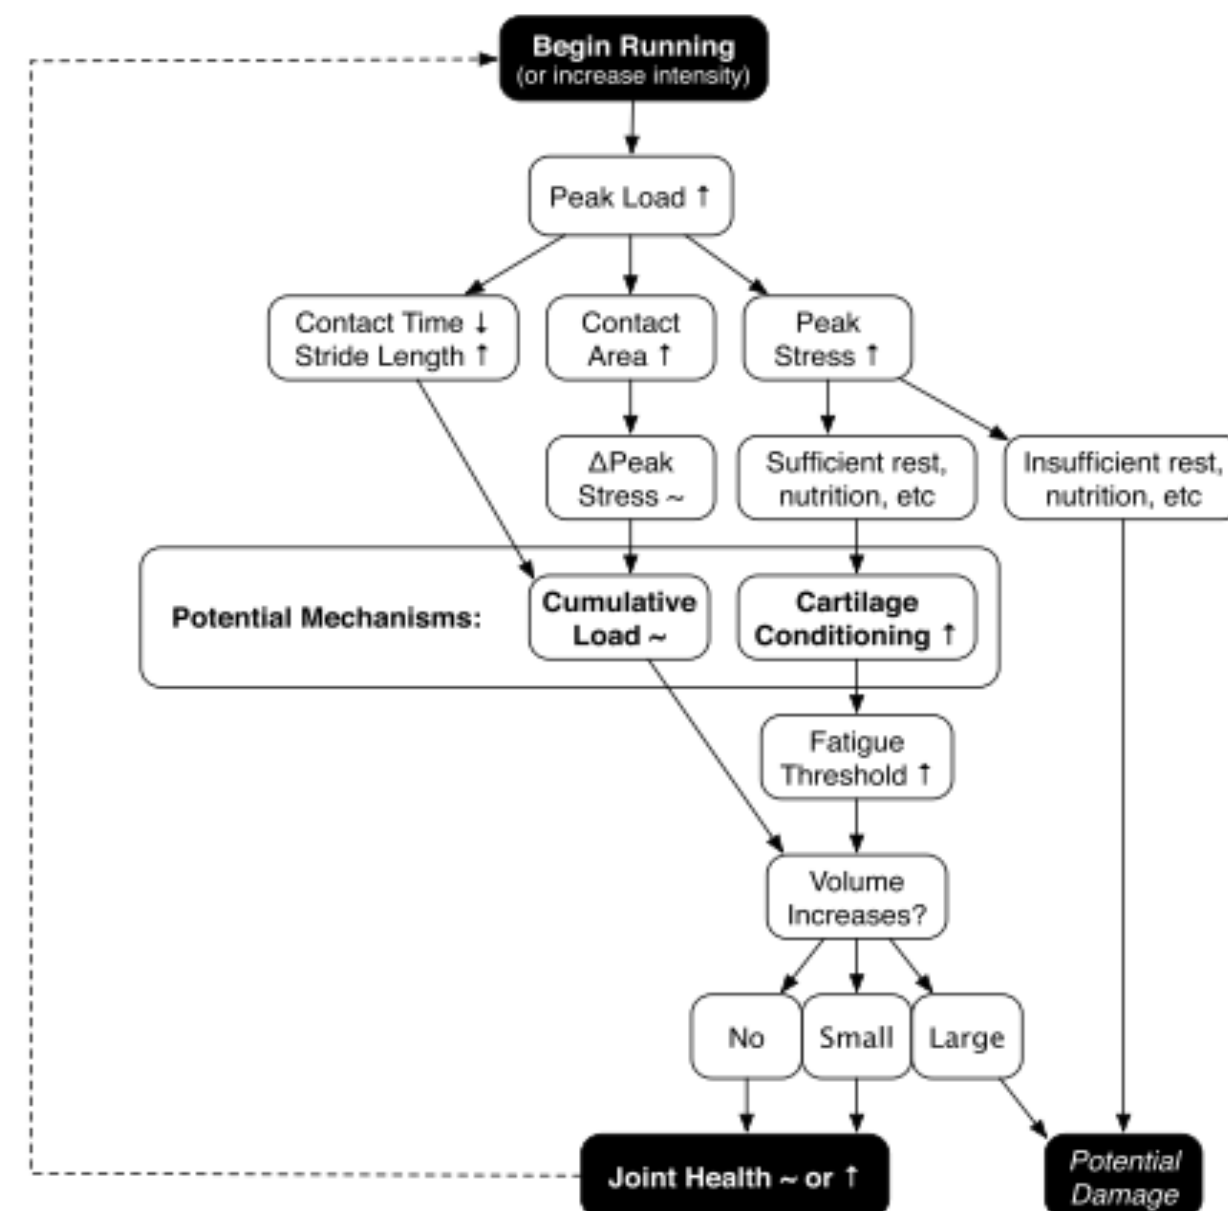 Begin Running
(or increase intensity)
Peak Load ↑
Contact Time ↓
Stride Length ↑
Contact
Area ↑
Peak
Stress ↑
ΔPeak
Stress ~
Sufficient rest,
nutrition, etc
Insufficient rest,
nutrition, etc
Potential Mechanisms:
Cumulative
Load ~
Cartilage
Conditioning ↑
Fatigue
Threshold ↑
Volume
Increases?
No
Small
Large
Joint Health ~ or ↑
Potential
Damage